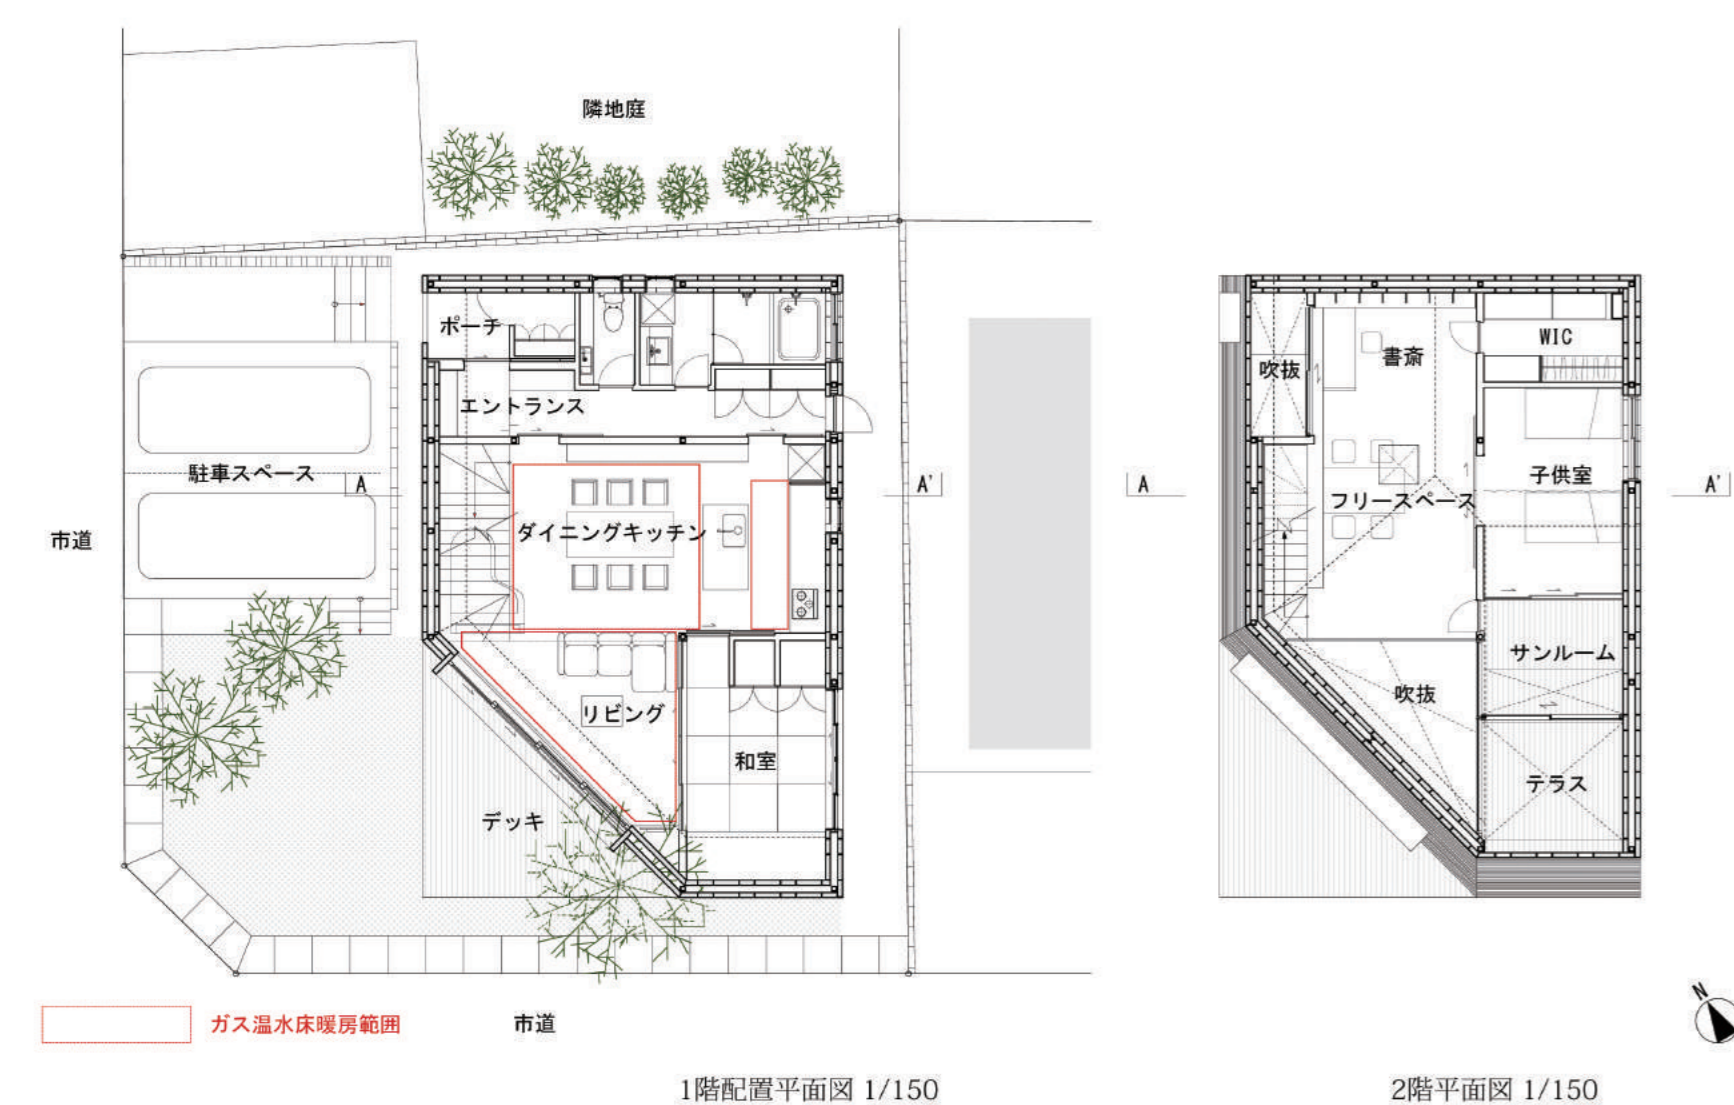 隣地庭
ポーチ
エントランス
駐車スペース
A
A'
市道
ダイニングキッチン
リビング
和室
デッキ
ガス温水床暖房範囲
市道
1階配置平面図 1/150
吹抜
書斎
WIC
A
フリースペース
子供室
A'
サンルーム
吹抜
テラス
N
2階平面図 1/150